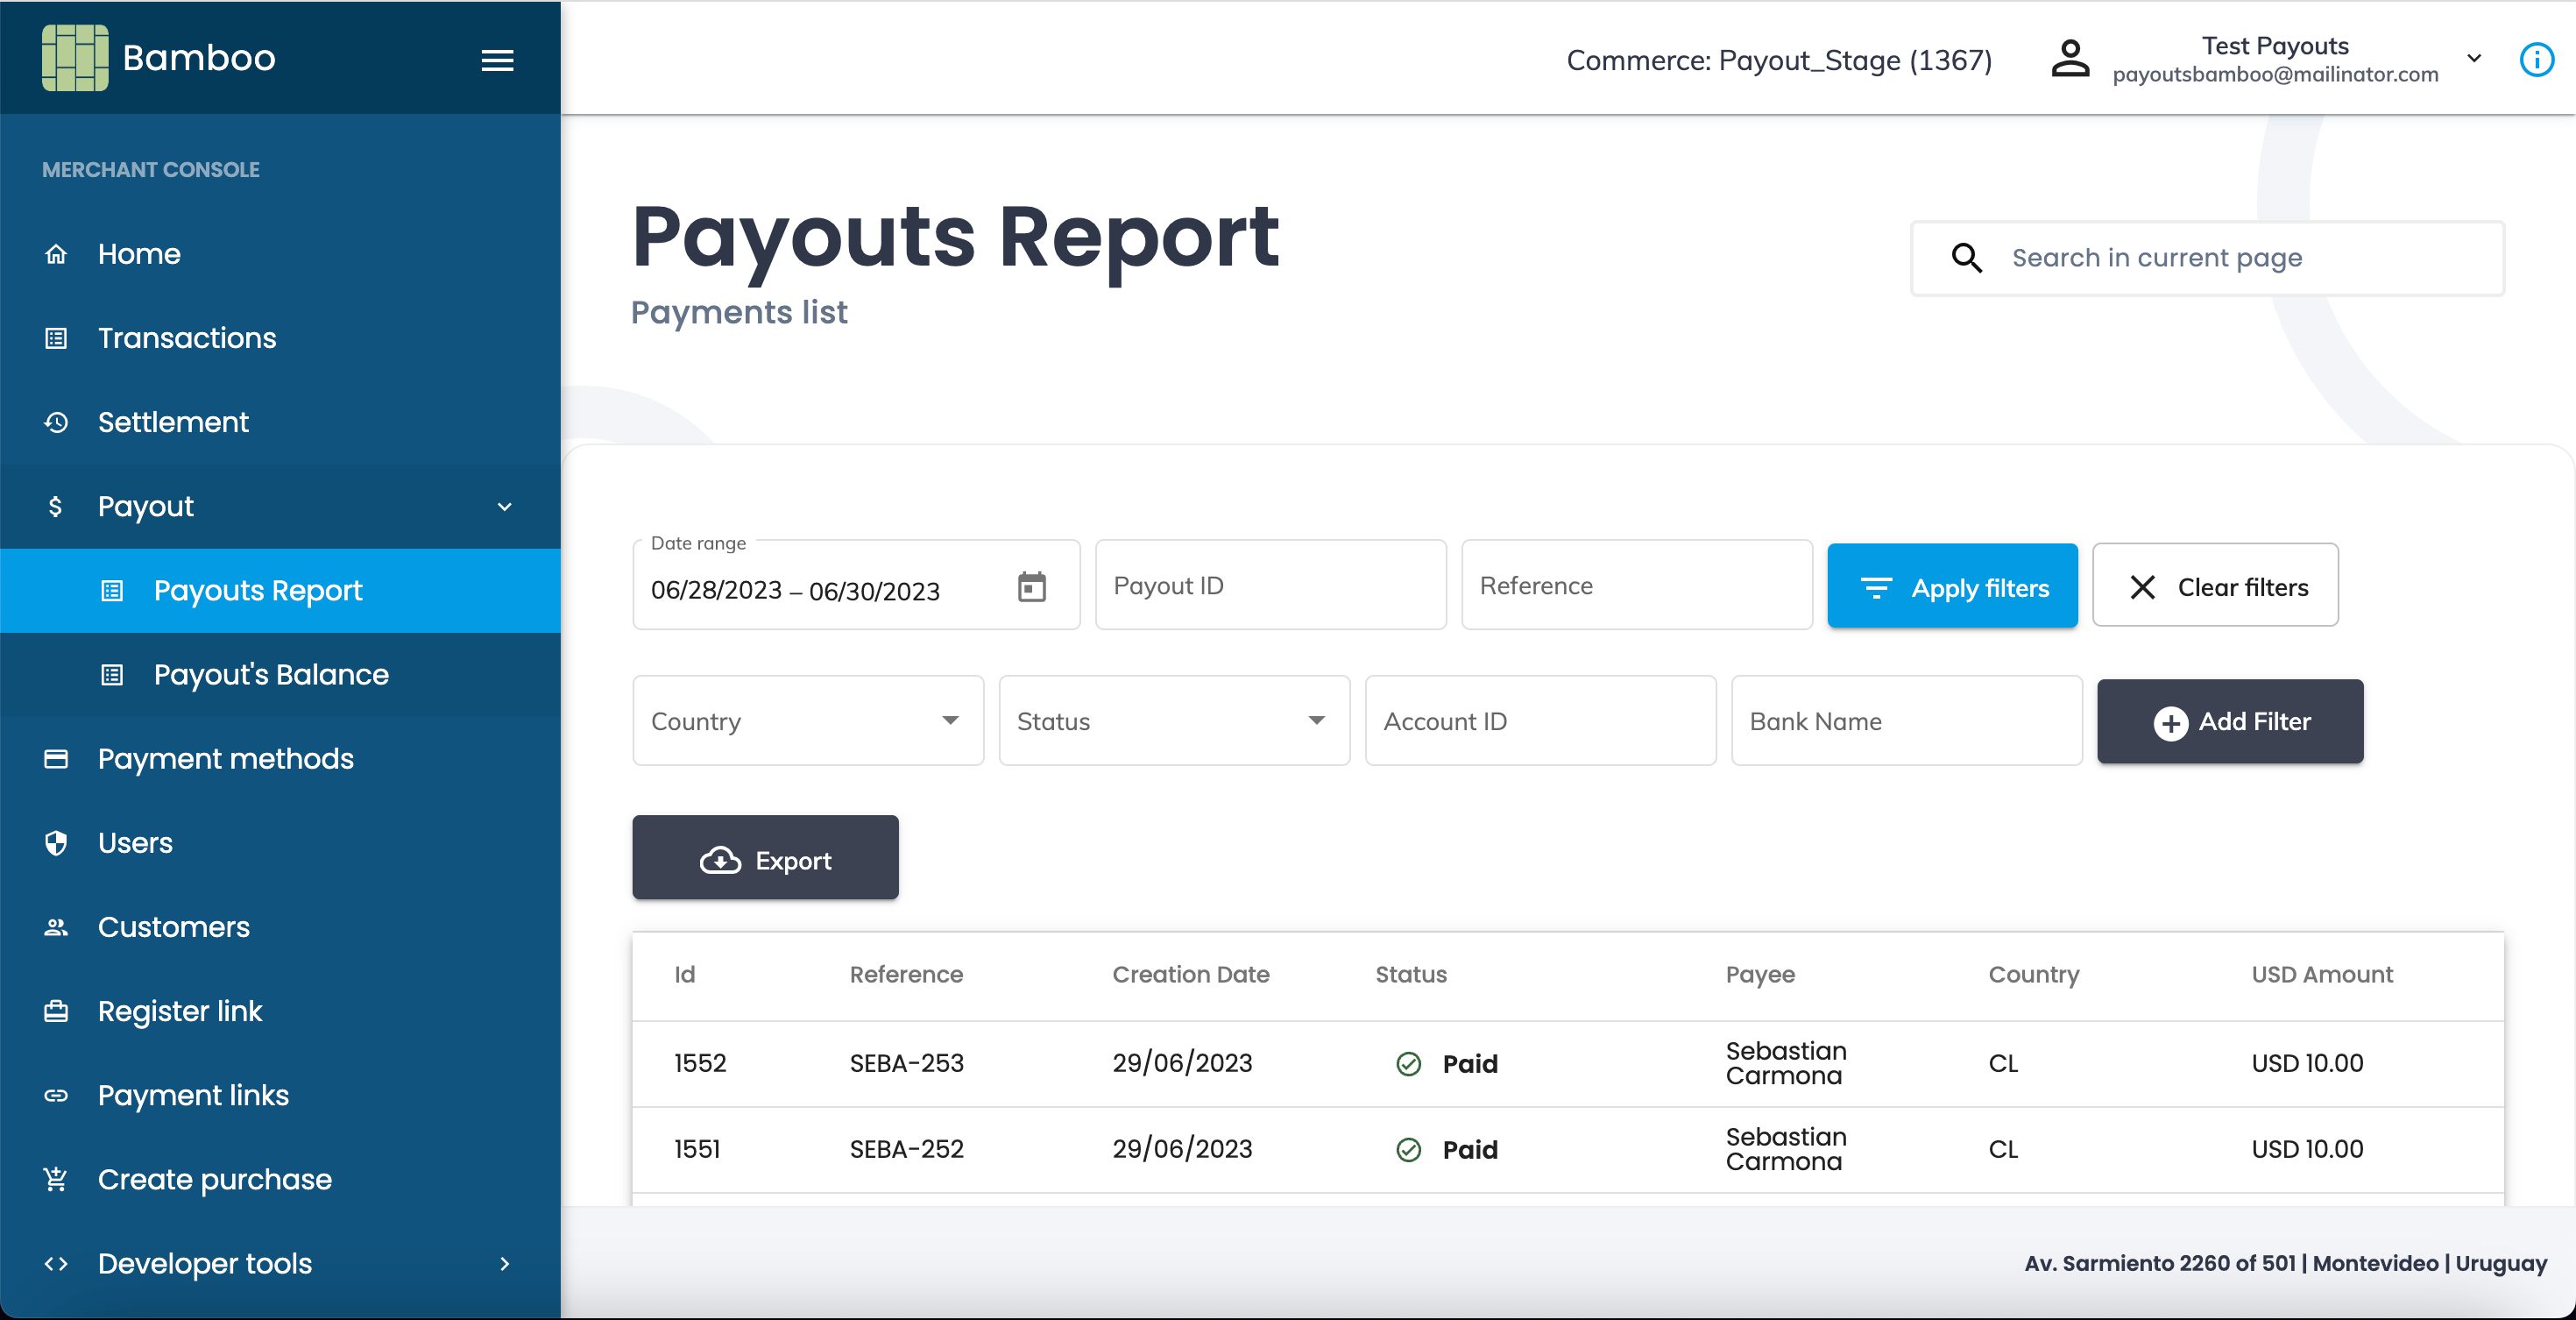 Bamboo
Commerce: Payout_Stage (1367)
Test Payouts
payoutsbamboo@mailinator.com
MERCHANT CONSOLE
Home
Transactions
Settlement
Payout
Payouts Report
Payout's Balance
Payment methods
Users
Customers
Register link
Payment links
Create purchase
Developer tools
Payouts Report
Payments list
Search in current page
Date range
06/28/2023 – 06/30/2023
Payout ID
Reference
Apply filters
Clear filters
Country
Status
Account ID
Bank Name
Add Filter
Export
Id Reference Creation Date Status Payee Country USD Amount
1552 SEBA-253 29/06/2023 Paid Sebastian Carmona CL USD 10.00
1551 SEBA-252 29/06/2023 Paid Sebastian Carmona CL USD 10.00
Av. Sarmiento 2260 of 501 | Montevideo | Uruguay